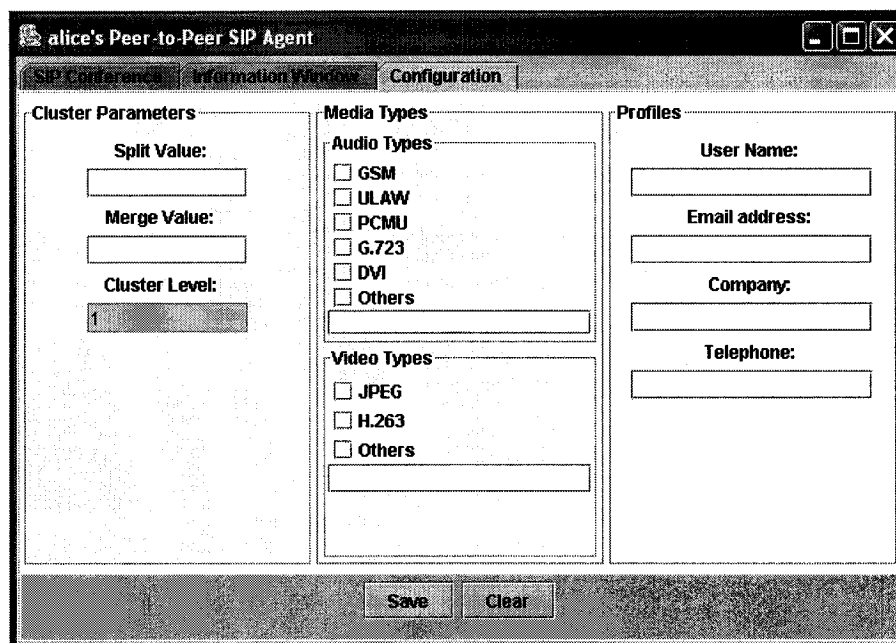 alice's Peer-to-Peer SIP Agent
SIP Conference Information Window Configuration
Cluster Parameters
Split Value:
Merge Value:
Cluster Level:
1
Media Types
Audio Types
GSM
ULAW
PCMU
G.723
DVI
Others
Video Types
JPEG
H.263
Others
Profiles
User Name:
Email address:
Company:
Telephone:
Save Clear